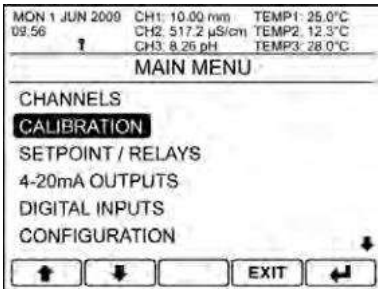 MON 1 JUN 2009 CH1: 10.00 mm TEMP1: 25.0°C
09:56 CH2: 517.2 µS/cm TEMP2: 12.3°C
? CH3: 8.26 pH TEMP3: 28.0°C
MAIN MENU
CHANNELS
CALIBRATION
SETPOINT / RELAYS
4-20mA OUTPUTS
DIGITAL INPUTS
CONFIGURATION
EXIT